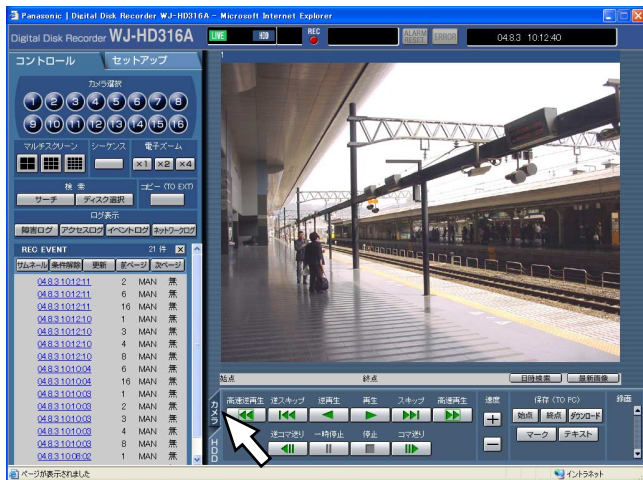 Panasonic | Digital Disk Recorder WJ-HD316A - Microsoft Internet Explorer
Digital Disk Recorder WJ-HD316A
LIVE HDD REC ALARM RESET ERROR 04.8.3 10:12:40
コントロール セットアップ
1
カメラ選択
1 2 3 4 5 6 7 8
9 10 11 12 13 14 15 16
マルチスクリーン シーケンス 電子ズーム
×1 ×2 ×4
検 索 コピー (TO EXT)
サーチ ディスク選択
ログ表示
障害ログ アクセスログ イベントログ ネットワークログ
REC EVENT 21 件
サムネール 条件解除 更新 前ページ 次ページ
04.8.3 10:12:11 2 MAN 無
04.8.3 10:12:11 6 MAN 無
04.8.3 10:12:11 16 MAN 無
04.8.3 10:12:10 1 MAN 無
04.8.3 10:12:10 3 MAN 無
04.8.3 10:12:10 4 MAN 無
04.8.3 10:12:10 8 MAN 無
04.8.3 10:10:04 6 MAN 無
04.8.3 10:10:04 16 MAN 無
04.8.3 10:10:03 1 MAN 無
04.8.3 10:10:03 2 MAN 無
04.8.3 10:10:03 3 MAN 無
04.8.3 10:10:03 4 MAN 無
04.8.3 10:10:03 8 MAN 無
04.8.3 10:08:02 1 MAN 無
始点 終点 日時検索 最新画像
カメラ
HDD
高速逆再生 逆スキップ 逆再生 再生 スキップ 高速再生 速度 保存 (TO PC) 録画
始点 終点 ダウンロード
逆コマ送り 一時停止 停止 コマ送り
マーク テキスト
ページが表示されました イントラネット